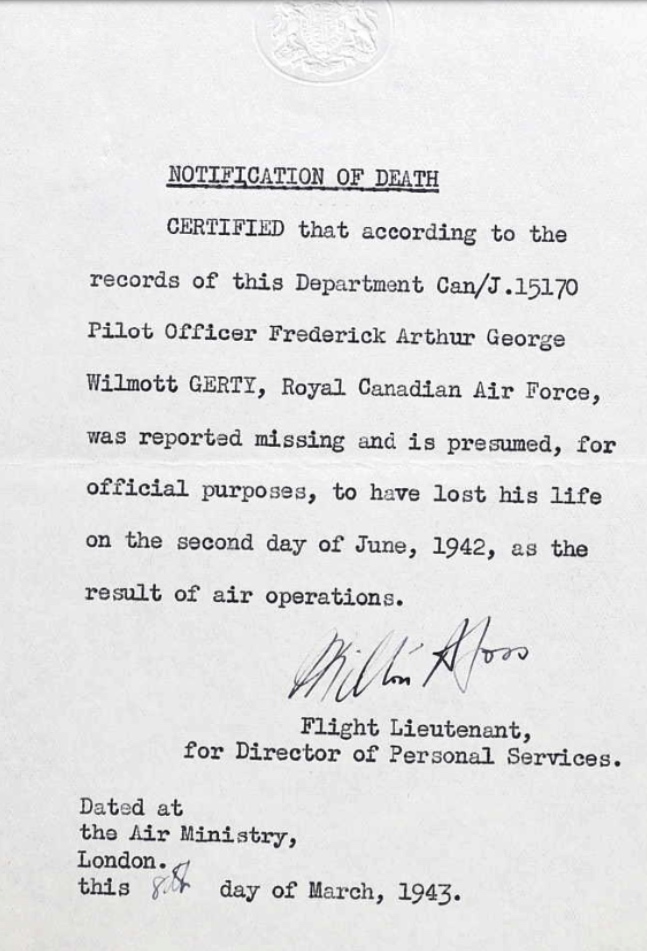 NOTIFICATION OF DEATH
CERTIFIED that according to the
records of this Department Can/J.15170
Pilot Officer Frederick Arthur George
Wilmott GERTY, Royal Canadian Air Force,
was reported missing and is presumed, for
official purposes, to have lost his life
on the second day of June, 1942, as the
result of air operations.
Flight Lieutenant,
for Director of Personal Services.
Dated at
the Air Ministry,
London.
this 8th day of March, 1943.